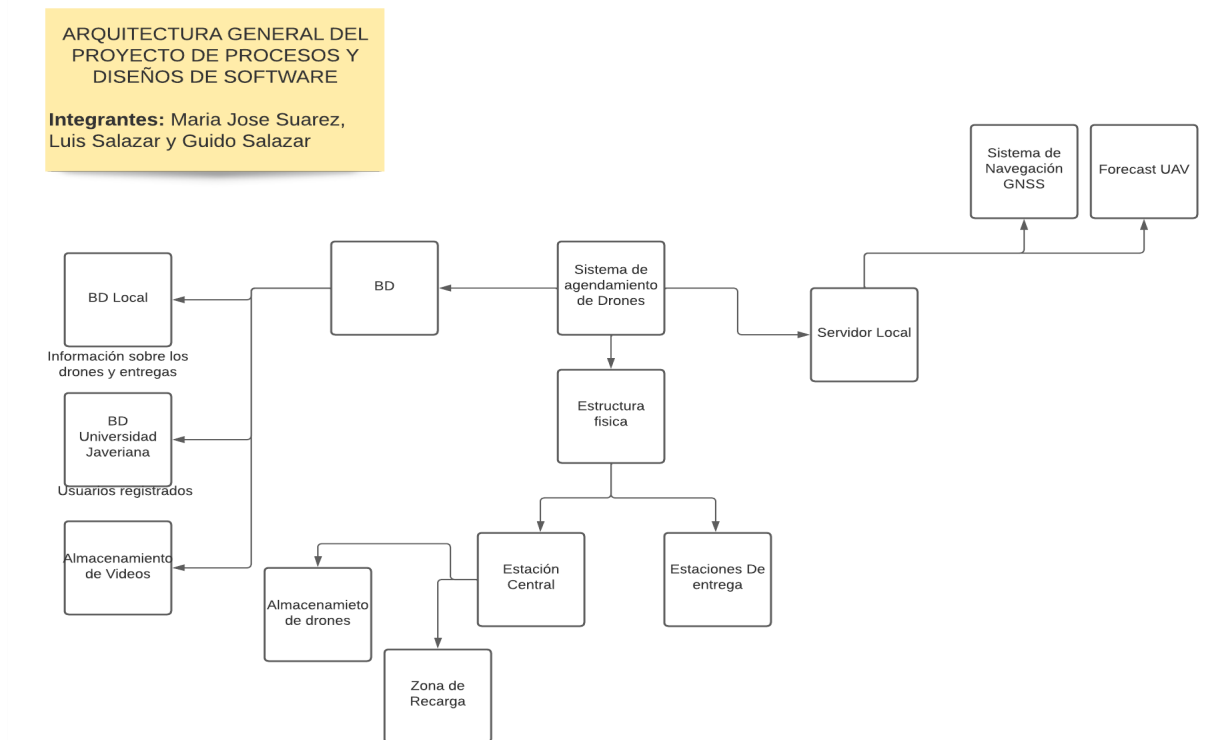 ARQUITECTURA GENERAL DEL
PROYECTO DE PROCESOS Y
DISEÑOS DE SOFTWARE
Integrantes: Maria Jose Suarez,
Luis Salazar y Guido Salazar
Sistema de
Navegación
GNSS
Forecast UAV
BD Local
Información sobre los
drones y entregas
BD
Sistema de
agendamiento
de Drones
Servidor Local
BD
Universidad
Javeriana
Usuarios registrados
Estructura
fisica
Almacenamiento
de Videos
Almacenamieto
de drones
Estación
Central
Estaciones De
entrega
Zona de
Recarga